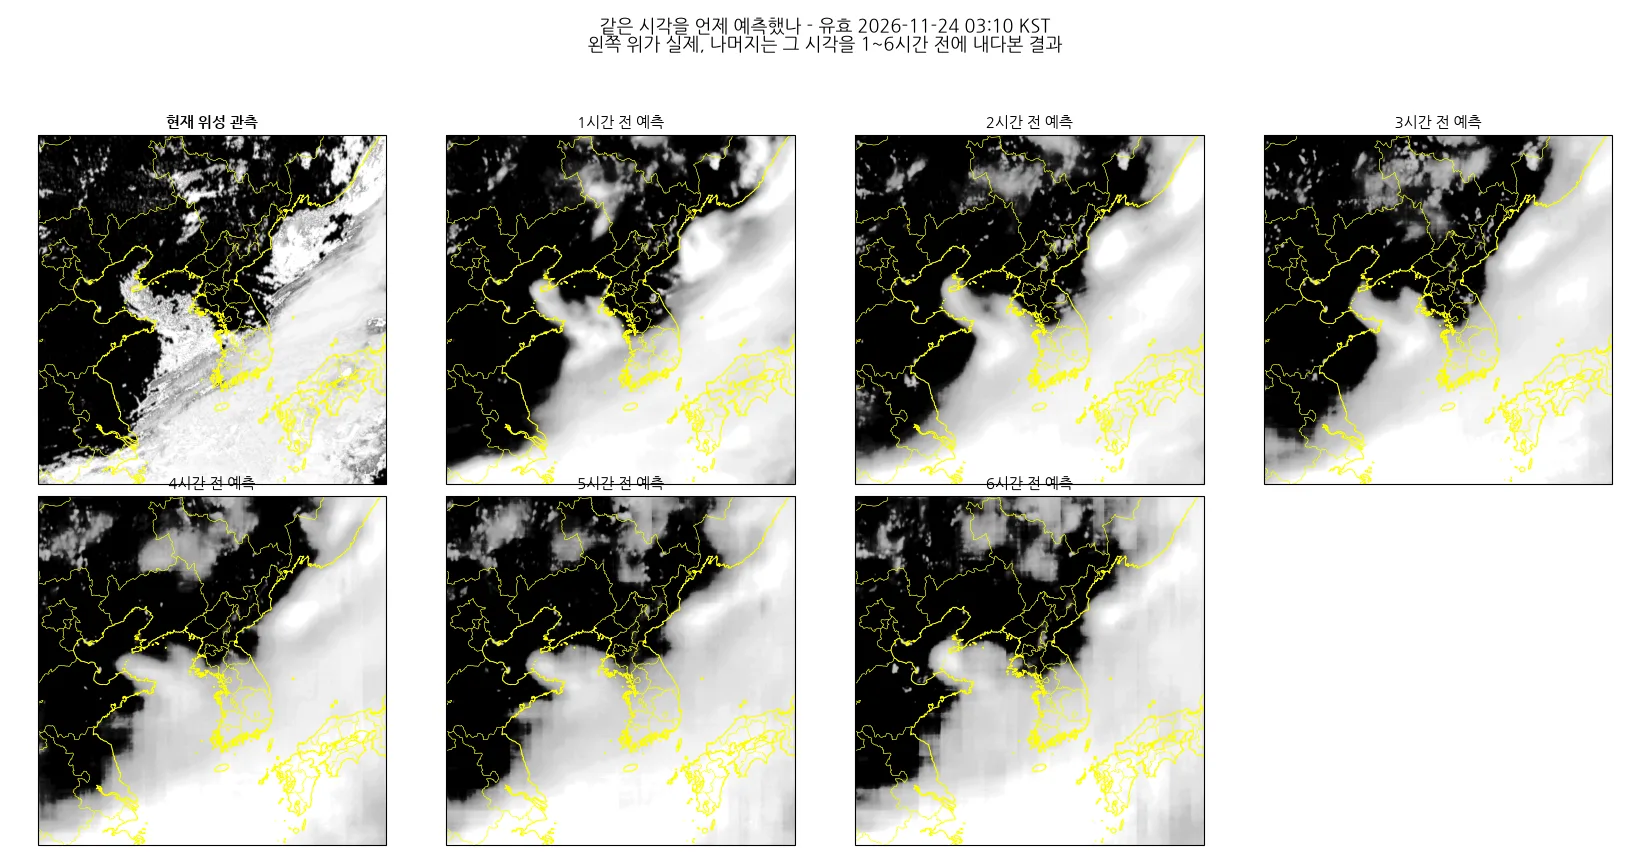 같은 시각을 언제 예측했나 - 유효 2026-11-24 03:10 KST
왼쪽 위가 실제, 나머지는 그 시각을 1~6시간 전에 내다본 결과
현재 위성 관측
1시간 전 예측
2시간 전 예측
3시간 전 예측
4시간 전 예측
5시간 전 예측
6시간 전 예측